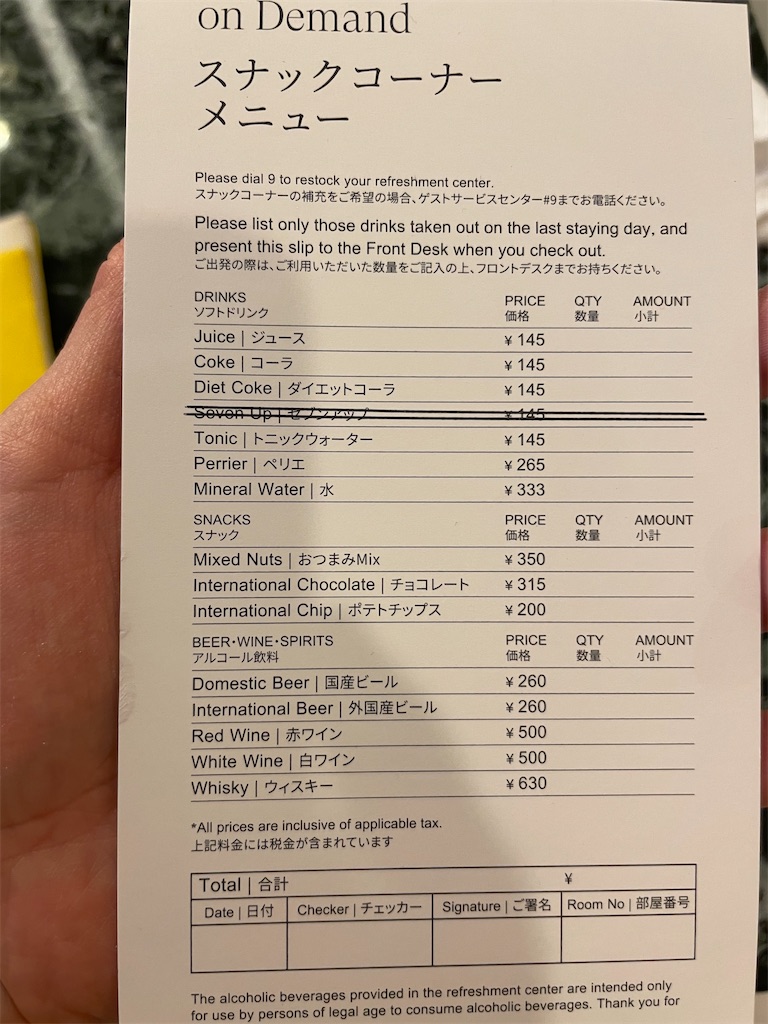 on Demand
スナックコーナー
メニュー
Please dial 9 to restock your refreshment center.
スナックコーナーの補充をご希望の場合、ゲストサービスセンター#9までお電話ください。
Please list only those drinks taken out on the last staying day, and
present this slip to the Front Desk when you check out.
ご出発の際は、ご利用いただいた数量をご記入の上、フロントデスクまでお持ちください。
DRINKS PRICE QTY AMOUNT
ソフトドリンク 価格 数量 小計
Juice | ジュース ¥ 145
Coke | コーラ ¥ 145
Diet Coke | ダイエットコーラ ¥ 145
Seven Up | セブンアップ ¥ 145
Tonic | トニックウォーター ¥ 145
Perrier | ペリエ ¥ 265
Mineral Water | 水 ¥ 333
SNACKS PRICE QTY AMOUNT
スナック 価格 数量 小計
Mixed Nuts | おつまみMix ¥ 350
International Chocolate | チョコレート ¥ 315
International Chip | ポテトチップス ¥ 200
BEER・WINE・SPIRITS PRICE QTY AMOUNT
アルコール飲料 価格 数量 小計
Domestic Beer | 国産ビール ¥ 260
International Beer | 外国産ビール ¥ 260
Red Wine | 赤ワイン ¥ 500
White Wine | 白ワイン ¥ 500
Whisky | ウィスキー ¥ 630
*All prices are inclusive of applicable tax.
上記料金には税金が含まれています
Total | 合計 ¥
Date | 日付 Checker | チェッカー Signature | ご署名 Room No | 部屋番号
The alcoholic beverages provided in the refreshment center are intended only
for use by persons of legal age to consume alcoholic beverages. Thank you for